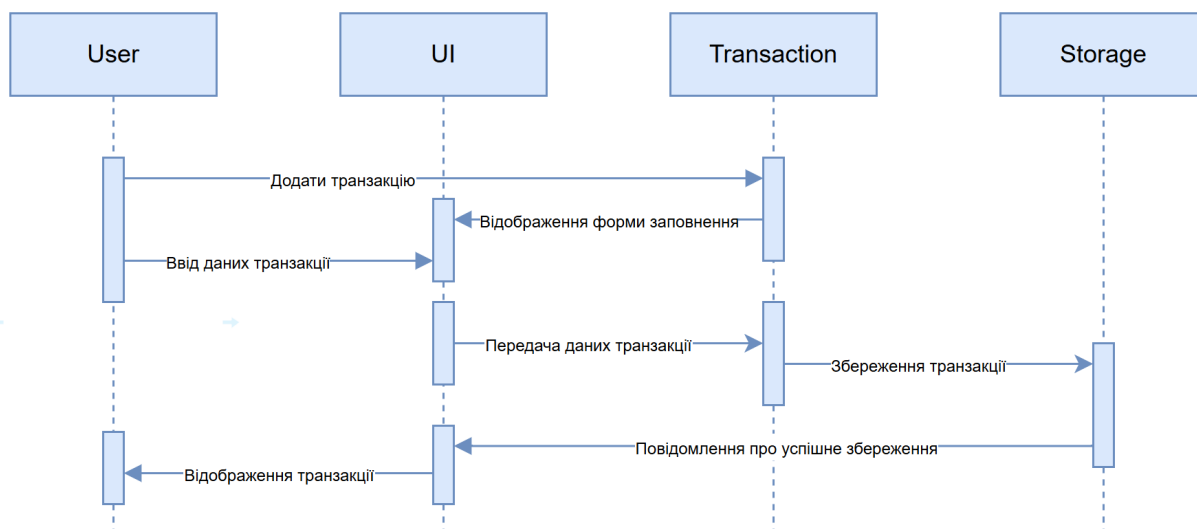 User
UI
Transaction
Storage
Додати транзакцію
Відображення форми заповнення
Ввід даних транзакції
Передача даних транзакції
Збереження транзакції
Повідомлення про успішне збереження
Відображення транзакції